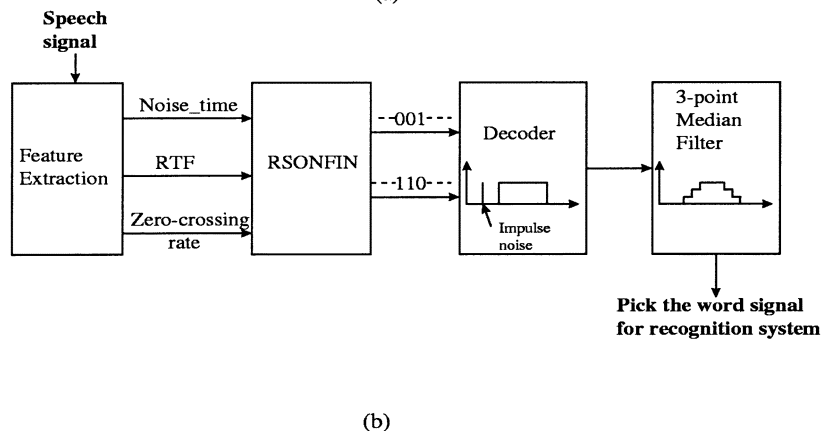 Speech
signal
Noise_time
RTF
Zero-crossing
rate
Feature
Extraction
RSONFIN
---001----
----110---
Decoder
Impulse
noise
3-point
Median
Filter
Pick the word signal
for recognition system
(b)